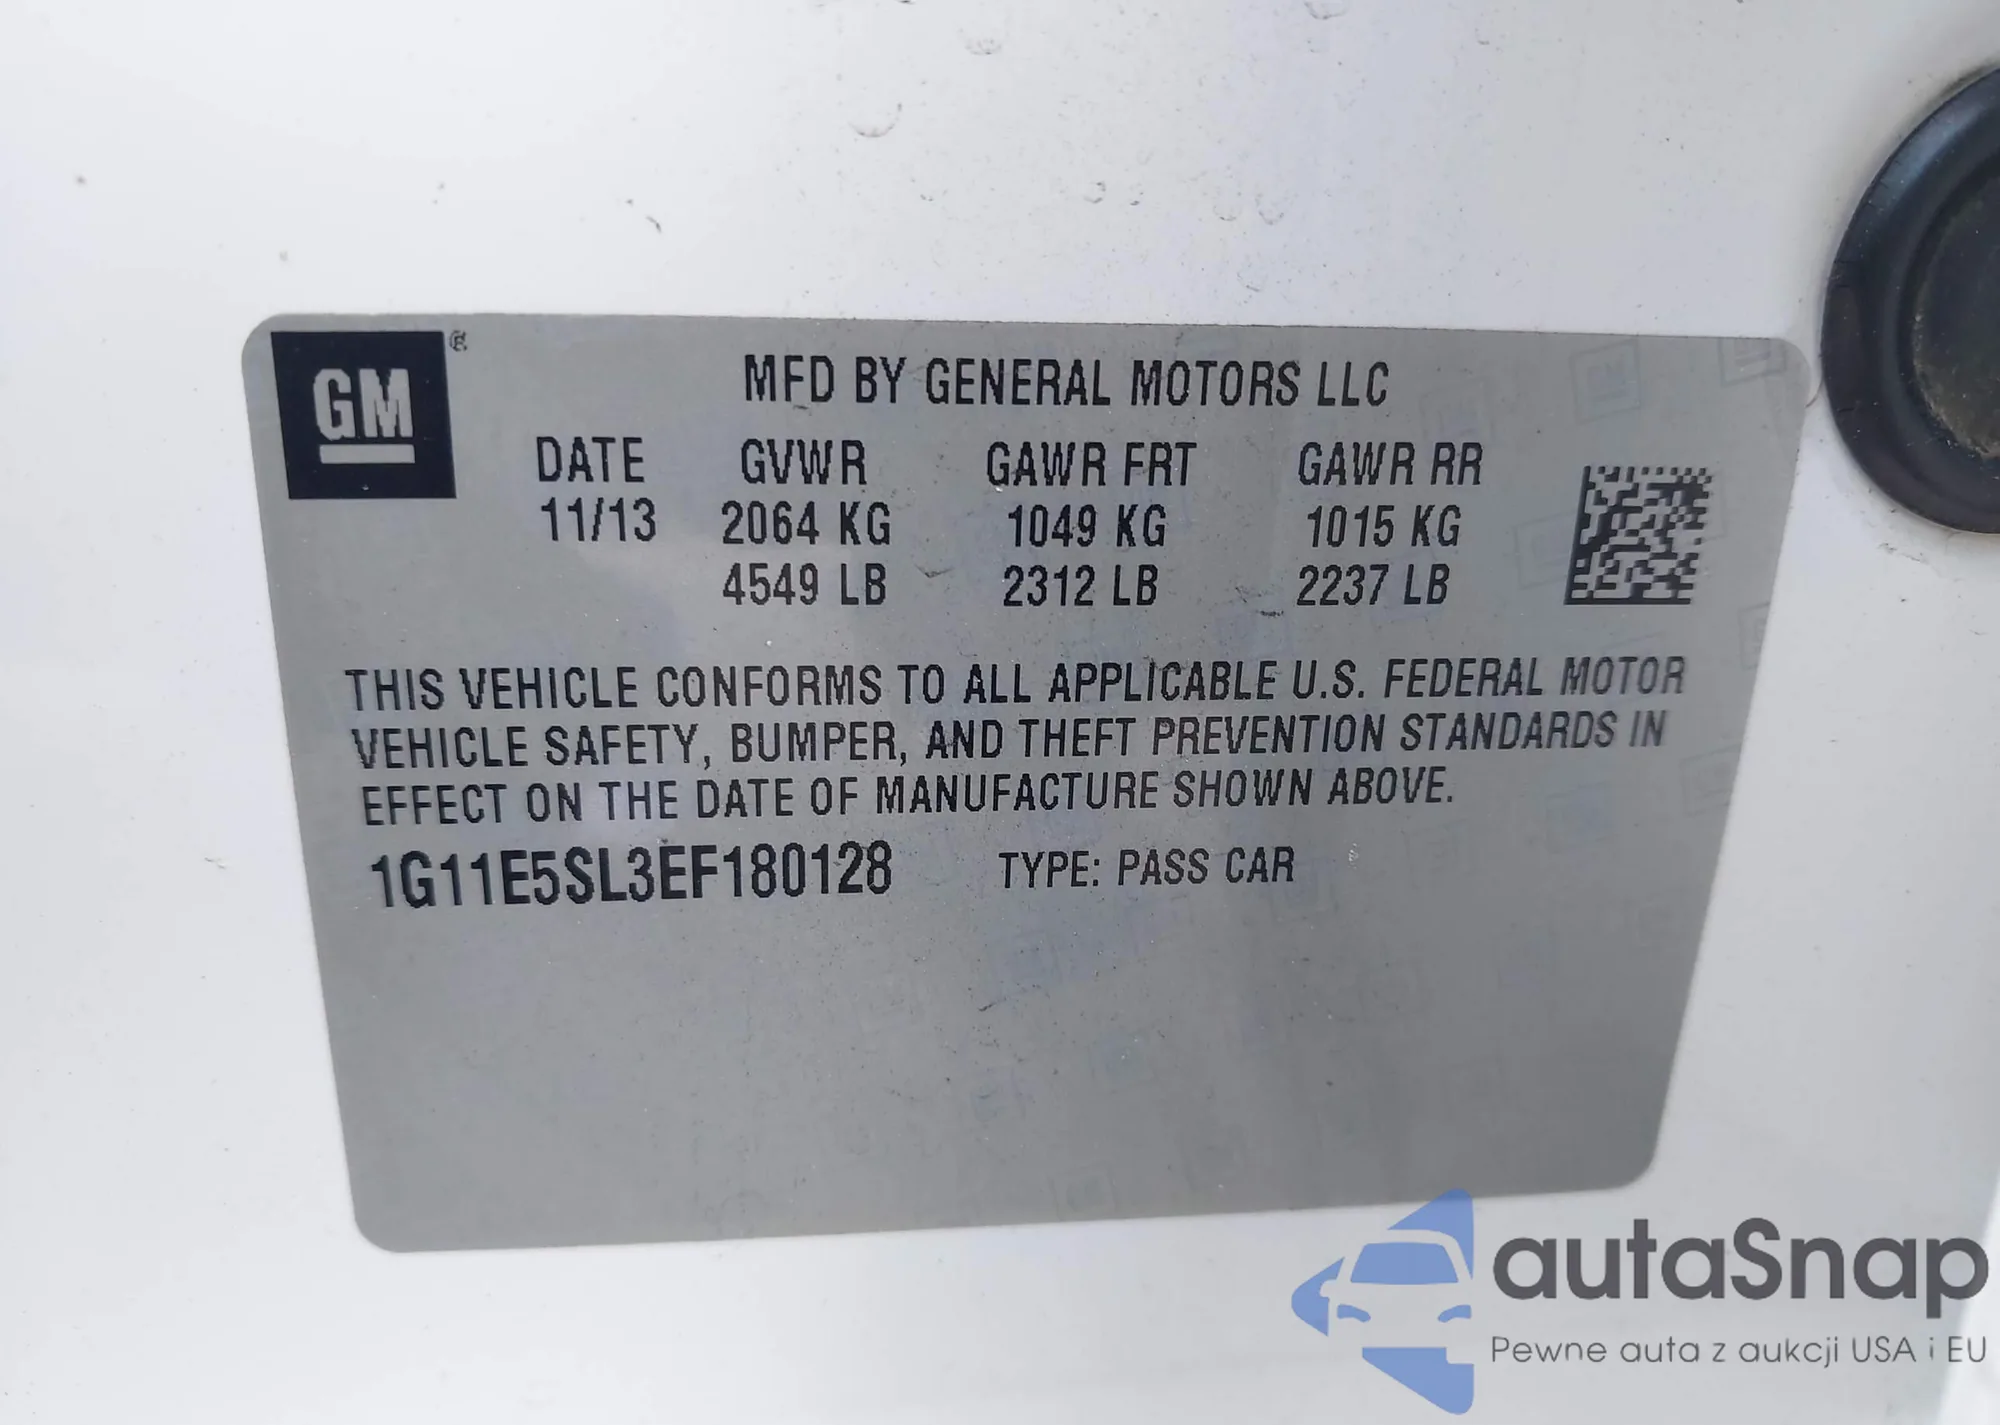 GM®
MFD BY GENERAL MOTORS LLC
DATE GVWR GAWR FRT GAWR RR
11/13 2064 KG 1049 KG 1015 KG
4549 LB 2312 LB 2237 LB
THIS VEHICLE CONFORMS TO ALL APPLICABLE U.S. FEDERAL MOTOR
VEHICLE SAFETY, BUMPER, AND THEFT PREVENTION STANDARDS IN
EFFECT ON THE DATE OF MANUFACTURE SHOWN ABOVE.
1G11E5SL3EF180128 TYPE: PASS CAR
autaSnap
Pewne auta z aukcji USA i EU